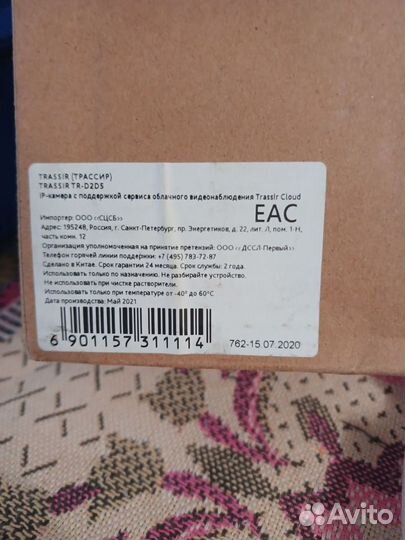 TRASSIR (ТРАССИР)
TRASSIR TR-D2D5
IP-камера с поддержкой сервиса облачного видеонаблюдения Trassir Cloud
EAC
Импортер: ООО «СЦСБ»
Адрес: 195248, Россия, г. Санкт-Петербург, пр. Энергетиков, д. 22, лит. Л, пом. 1-Н,
часть комн. 12
Организация уполномоченная на принятие претензий: ООО «ДССЛ-Первый»
Телефон горячей линии поддержки: +7 (495) 783-72-87
Сделано в Китае. Срок гарантии 24 месяца. Срок службы: 2 года.
Использовать только по назначению. Не разбирайте устройство.
Не использовать при чистке растворители.
Использовать только при температуре от -40° до 60°C
Дата производства: Май 2021
6 901157 311114
762-15.07.2020
Avito